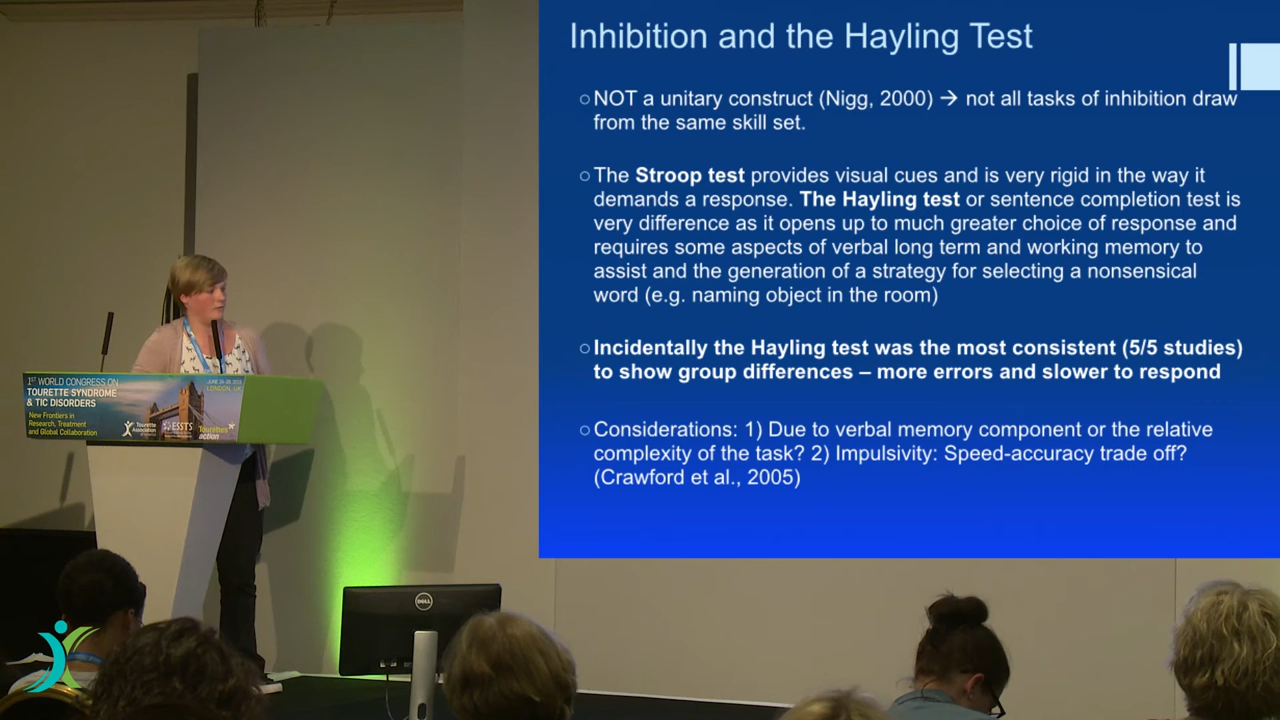 Inhibition and the Hayling Test
○NOT a unitary construct (Nigg, 2000) → not all tasks of inhibition draw
from the same skill set.
○The Stroop test provides visual cues and is very rigid in the way it
demands a response. The Hayling test or sentence completion test is
very difference as it opens up to much greater choice of response and
requires some aspects of verbal long term and working memory to
assist and the generation of a strategy for selecting a nonsensical
word (e.g. naming object in the room)
○Incidentally the Hayling test was the most consistent (5/5 studies)
to show group differences – more errors and slower to respond
○Considerations: 1) Due to verbal memory component or the relative
complexity of the task? 2) Impulsivity: Speed-accuracy trade off?
(Crawford et al., 2005)
1ST WORLD CONGRESS ON
TOURETTE SYNDROME
& TIC DISORDERS
New Frontiers in
Research, Treatment
and Global Collaboration
LONDON, UK
Tourette
Association
ESSTS
Tourettes
action
DELL